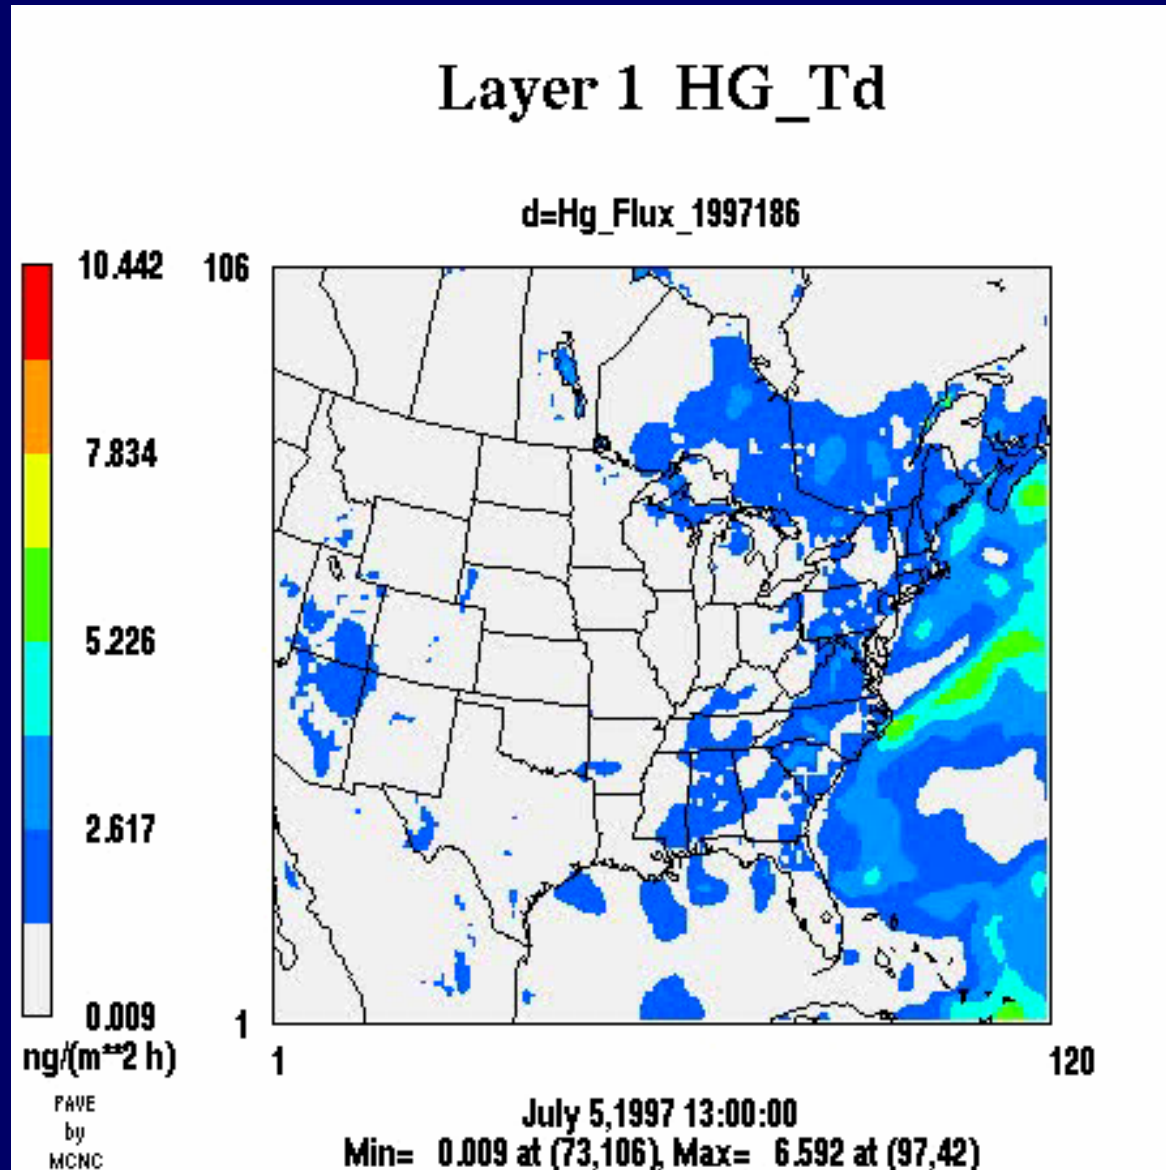 Layer 1 HG_Td
d=Hg_Flux_1997186
10.442
7.834
5.226
2.617
0.009
ng/(m**2 h)
106
1
1
120
PAVE
by
MCNC
July 5,1997 13:00:00
Min= 0.009 at (73,106), Max= 6.592 at (97,42)